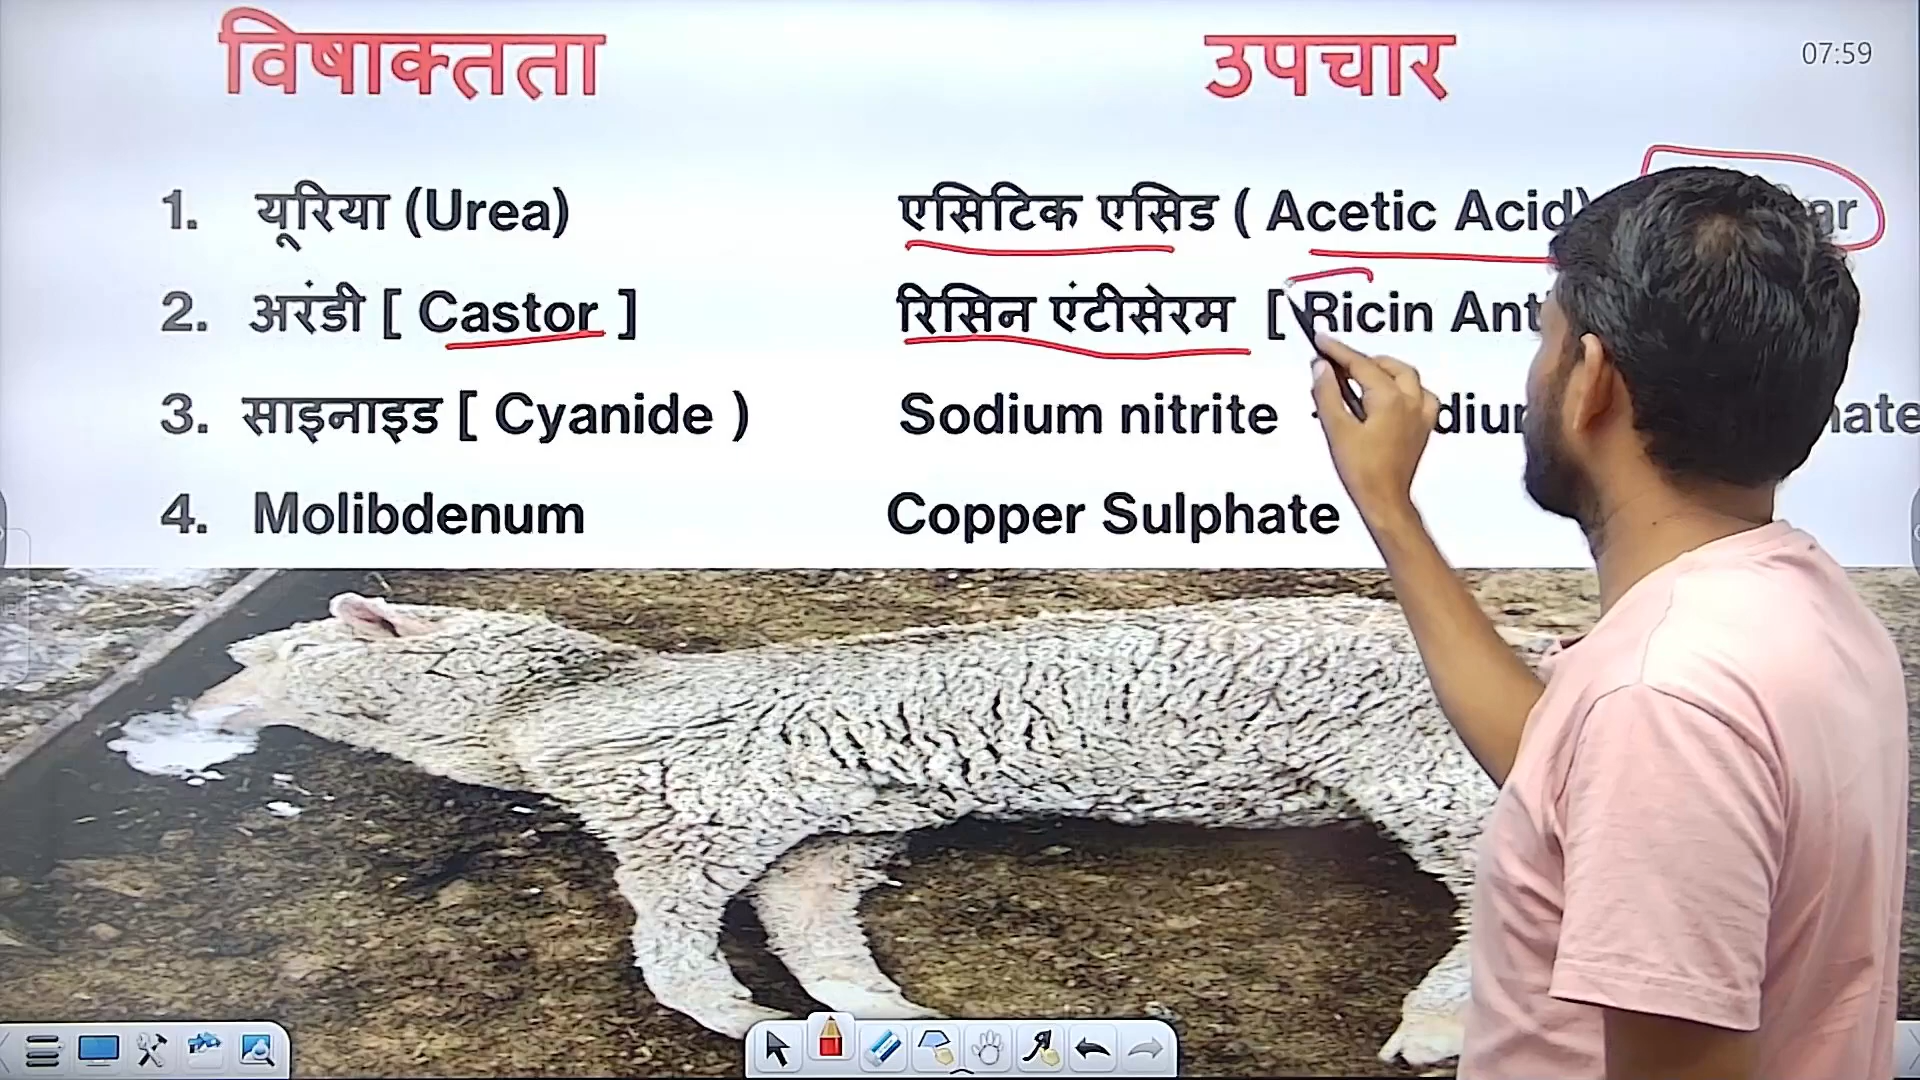 विषाक्तता उपचार 07:59
1. यूरिया (Urea) एसिटिक एसिड ( Acetic Acid)
2. अरंडी [ Castor ] रिसिन एंटीसेरम [ Ricin
3. साइनाइड [ Cyanide ) Sodium nitrite
4. Molibdenum Copper Sulphate